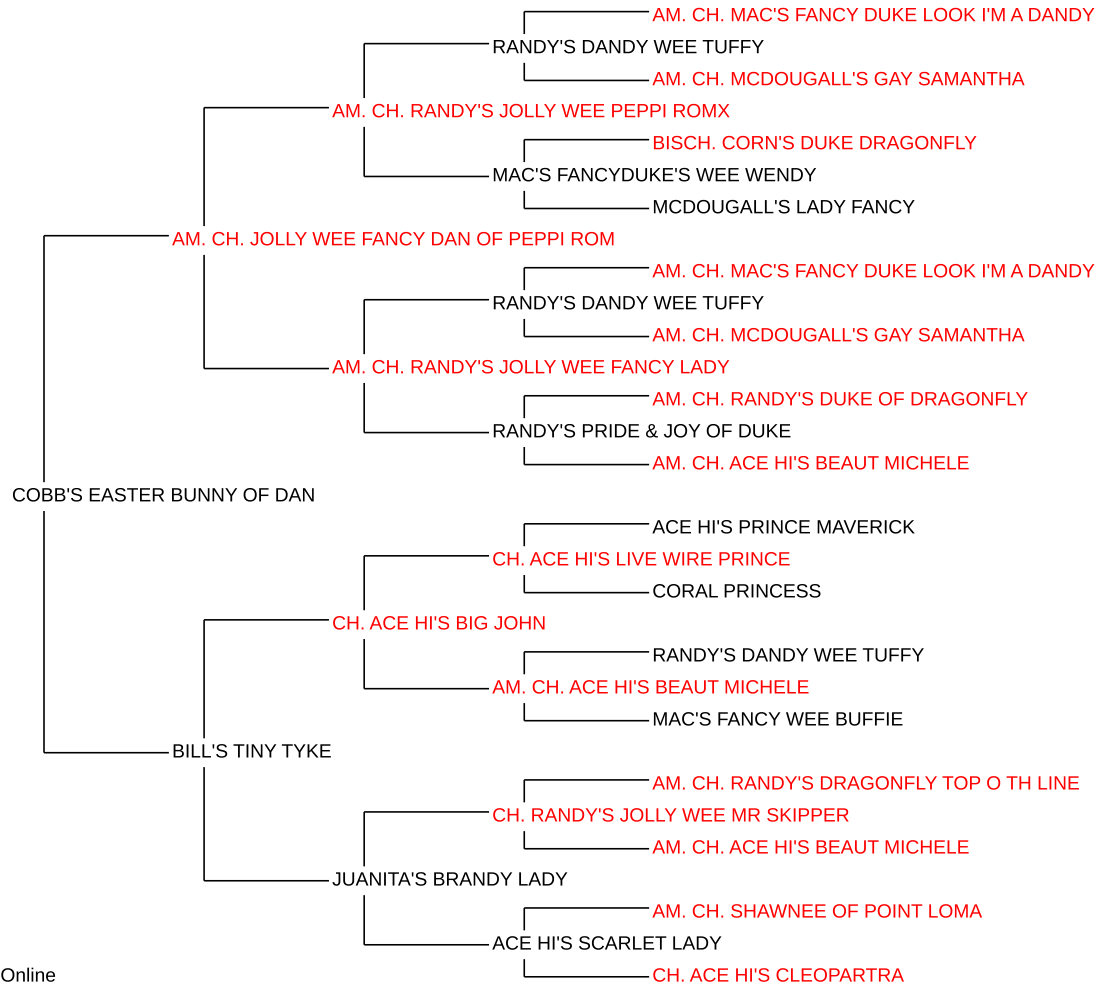 AM. CH. MAC'S FANCY DUKE LOOK I'M A DANDY
RANDY'S DANDY WEE TUFFY
AM. CH. MCDOUGALL'S GAY SAMANTHA
AM. CH. RANDY'S JOLLY WEE PEPPI ROMX
BISCH. CORN'S DUKE DRAGONFLY
MAC'S FANCYDUKE'S WEE WENDY
MCDOUGALL'S LADY FANCY
AM. CH. JOLLY WEE FANCY DAN OF PEPPI ROM
AM. CH. MAC'S FANCY DUKE LOOK I'M A DANDY
RANDY'S DANDY WEE TUFFY
AM. CH. MCDOUGALL'S GAY SAMANTHA
AM. CH. RANDY'S JOLLY WEE FANCY LADY
AM. CH. RANDY'S DUKE OF DRAGONFLY
RANDY'S PRIDE & JOY OF DUKE
AM. CH. ACE HI'S BEAUT MICHELE
COBB'S EASTER BUNNY OF DAN
ACE HI'S PRINCE MAVERICK
CH. ACE HI'S LIVE WIRE PRINCE
CORAL PRINCESS
CH. ACE HI'S BIG JOHN
RANDY'S DANDY WEE TUFFY
AM. CH. ACE HI'S BEAUT MICHELE
MAC'S FANCY WEE BUFFIE
BILL'S TINY TYKE
AM. CH. RANDY'S DRAGONFLY TOP O TH LINE
CH. RANDY'S JOLLY WEE MR SKIPPER
AM. CH. ACE HI'S BEAUT MICHELE
JUANITA'S BRANDY LADY
AM. CH. SHAWNEE OF POINT LOMA
ACE HI'S SCARLET LADY
CH. ACE HI'S CLEOPARTRA
Online